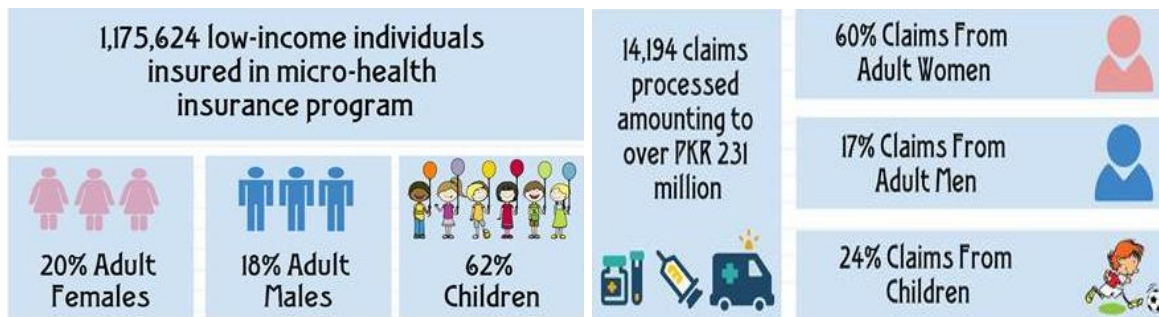 1,175,624 low-income individuals
insured in micro-health
insurance program
20% Adult
Females
18% Adult
Males
62%
Children
14,194 claims
processed
amounting to
over PKR 231
million
60% Claims From
Adult Women
17% Claims From
Adult Men
24% Claims From
Children